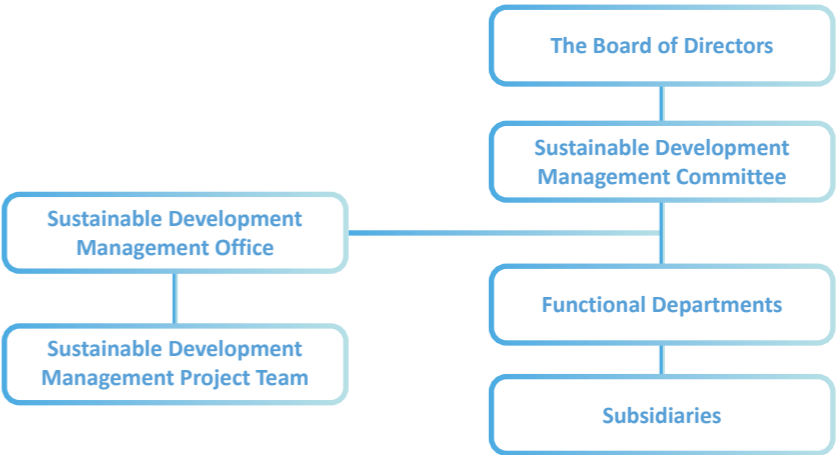 The Board of Directors
Sustainable Development
Management Committee
Sustainable Development
Management Office
Functional Departments
Sustainable Development
Management Project Team
Subsidiaries